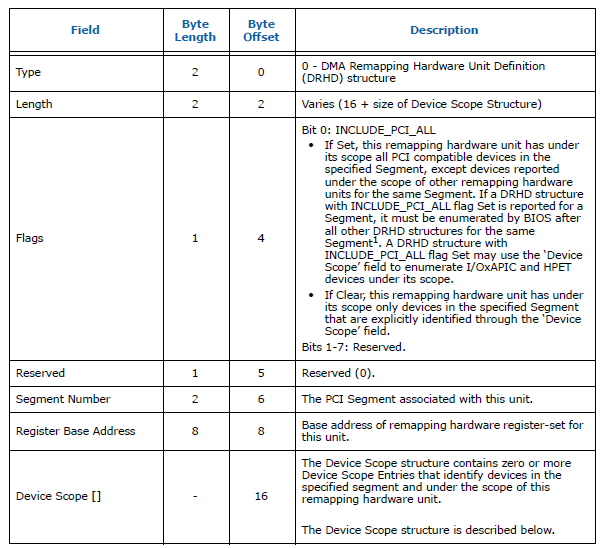 Field
Byte
Length
Byte
Offset
Description
Type
2
0
0 - DMA Remapping Hardware Unit Definition
(DRHD) structure
Length
2
2
Varies (16 + size of Device Scope Structure)
Flags
1
4
Bit 0: INCLUDE_PCI_ALL
• If Set, this remapping hardware unit has under
its scope all PCI compatible devices in the
specified Segment, except devices reported
under the scope of other remapping hardware
units for the same Segment. If a DRHD structure
with INCLUDE_PCI_ALL flag Set is reported for a
Segment, it must be enumerated by BIOS after
all other DRHD structures for the same
Segment1. A DRHD structure with
INCLUDE_PCI_ALL flag Set may use the ‘Device
Scope’ field to enumerate I/OxAPIC and HPET
devices under its scope.
• If Clear, this remapping hardware unit has under
its scope only devices in the specified Segment
that are explicitly identified through the ‘Device
Scope’ field.
Bits 1-7: Reserved.
Reserved
1
5
Reserved (0).
Segment Number
2
6
The PCI Segment associated with this unit.
Register Base Address
8
8
Base address of remapping hardware register-set for
this unit.
Device Scope []
-
16
The Device Scope structure contains zero or more
Device Scope Entries that identify devices in the
specified segment and under the scope of this
remapping hardware unit.
The Device Scope structure is described below.